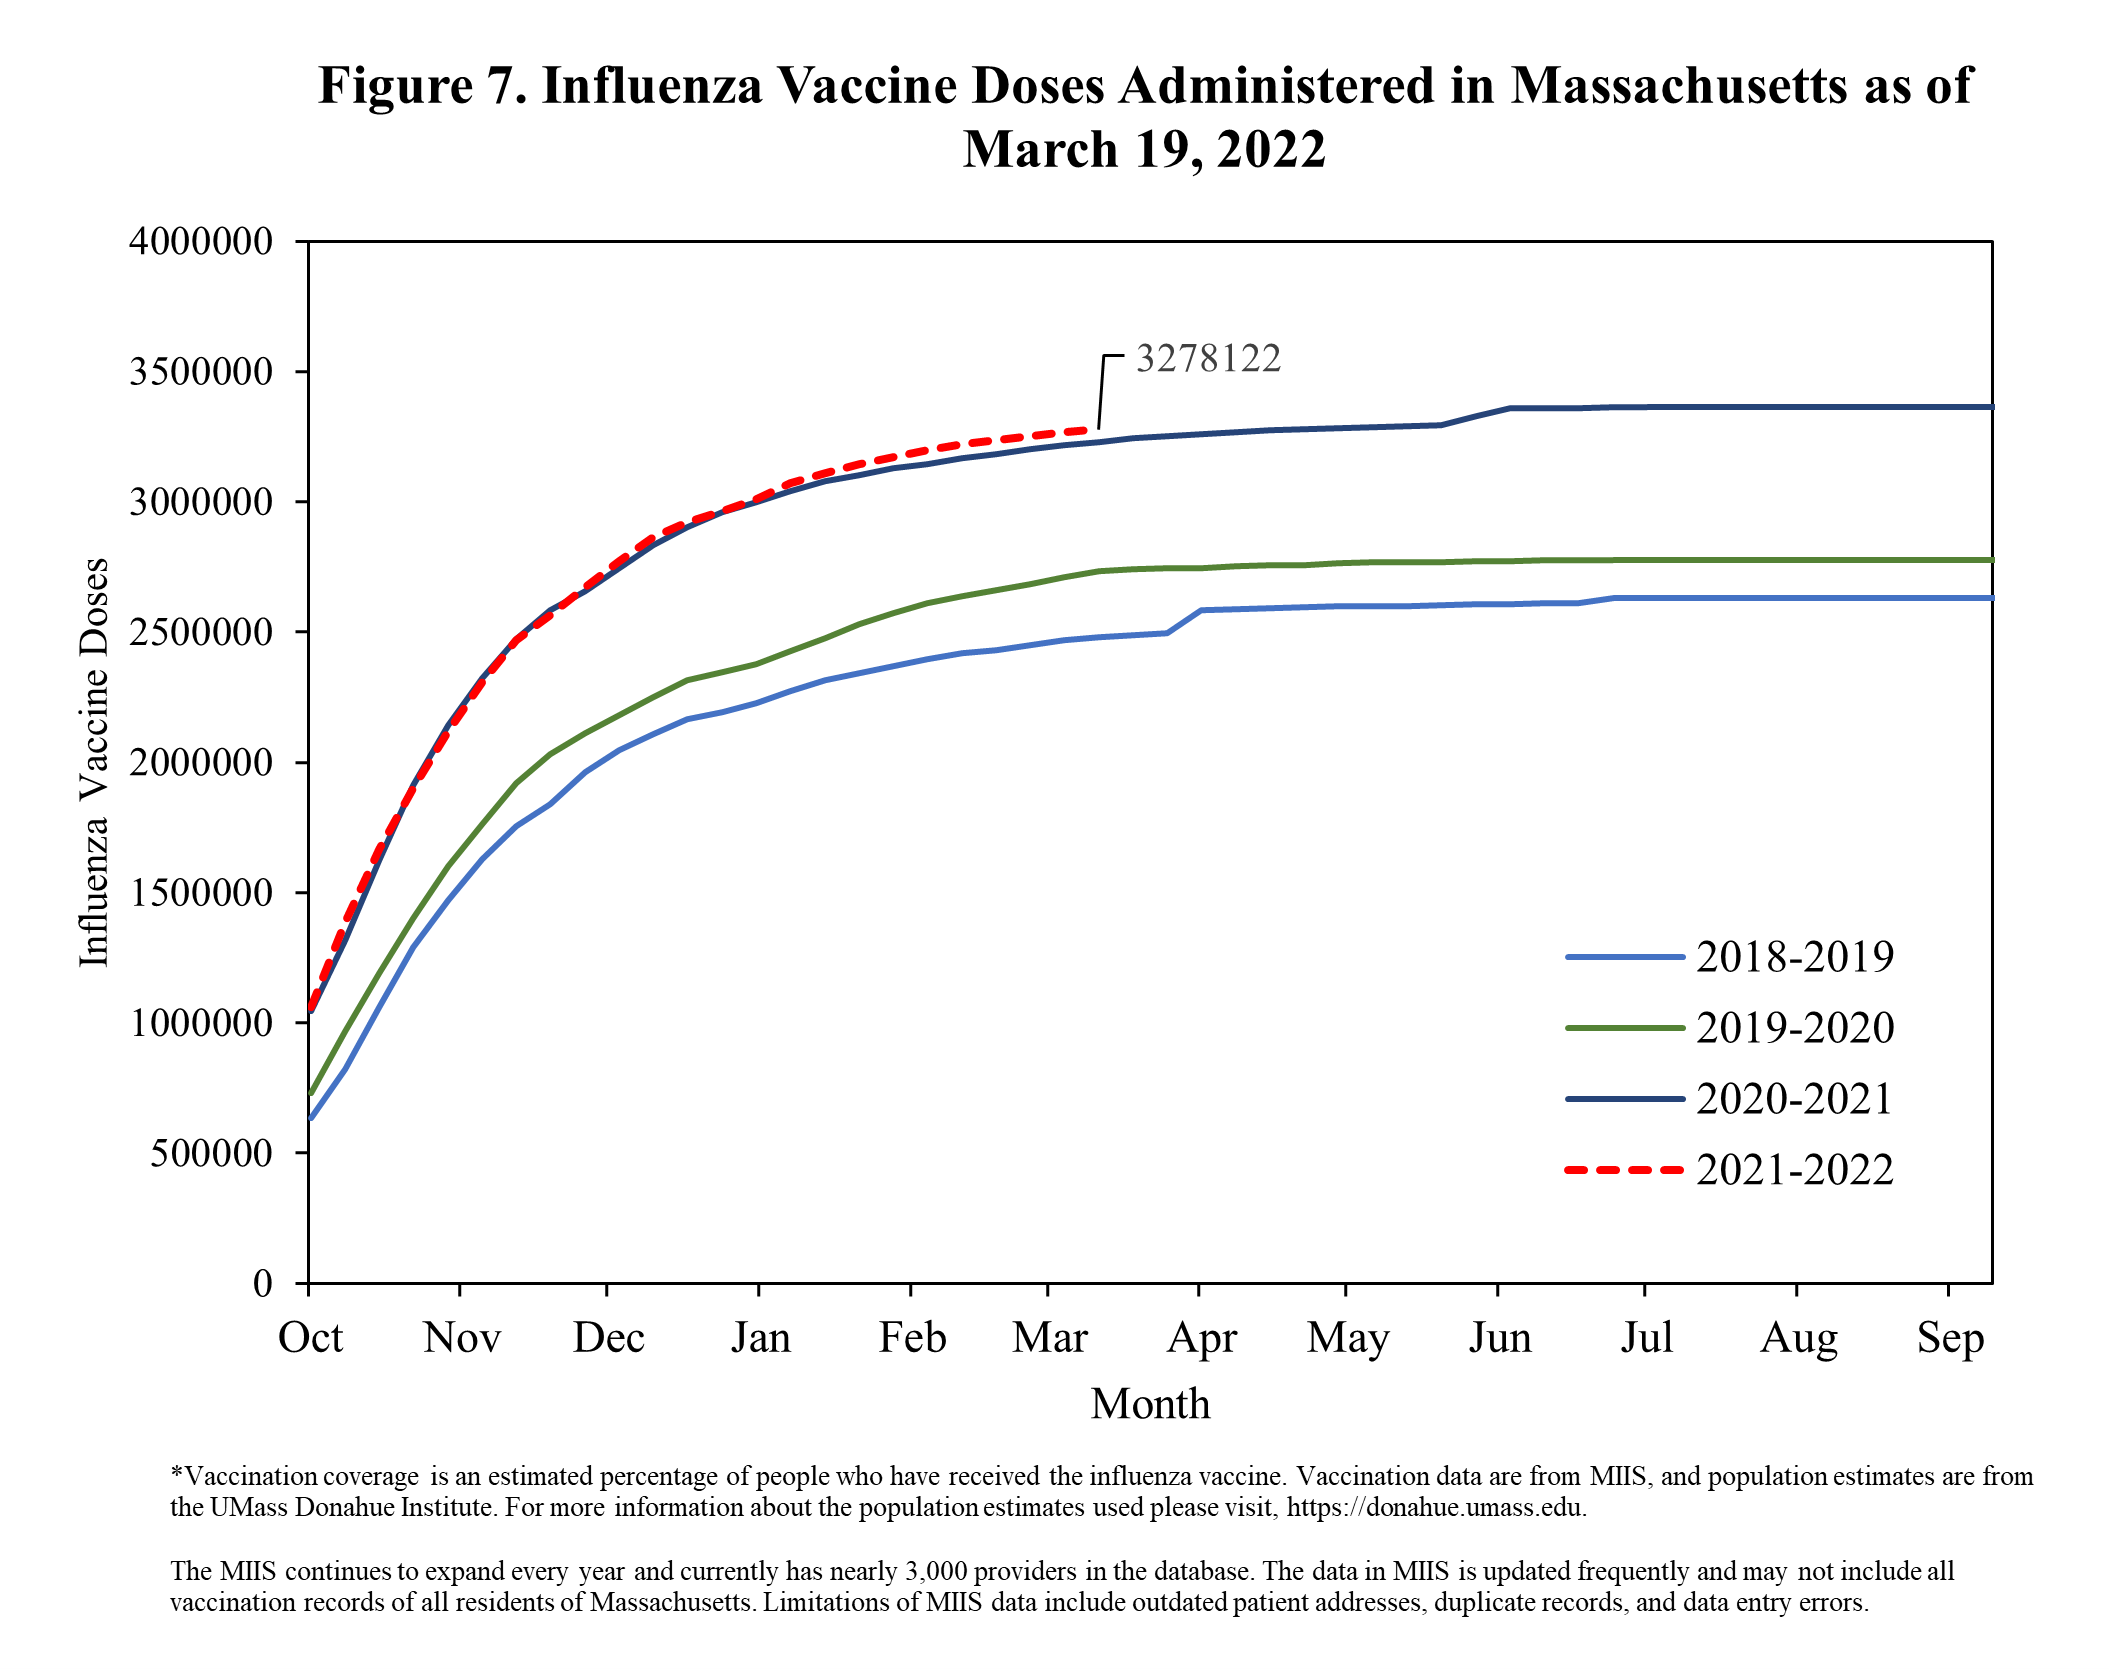 Figure 7. Influenza Vaccine Doses Administered in Massachusetts as of
March 19, 2022
4000000
3500000
3000000
2500000
2000000
1500000
1000000
500000
0
Influenza Vaccine Doses
3278122
2018-2019
2019-2020
2020-2021
2021-2022
Oct Nov Dec Jan Feb Mar Apr May Jun Jul Aug Sep
Month
*Vaccination coverage is an estimated percentage of people who have received the influenza vaccine. Vaccination data are from MIIS, and population estimates are from
the UMass Donahue Institute. For more information about the population estimates used please visit, https://donahue.umass.edu.
The MIIS continues to expand every year and currently has nearly 3,000 providers in the database. The data in MIIS is updated frequently and may not include all
vaccination records of all residents of Massachusetts. Limitations of MIIS data include outdated patient addresses, duplicate records, and data entry errors.